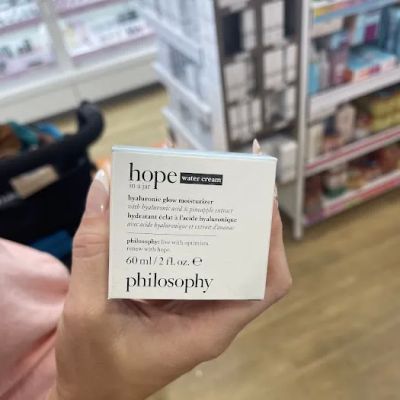 hope water cream™
in a jar
hyaluronic glow moisturizer
with hyaluronic acid & pineapple extract
hydratant éclat à l'acide hyaluronique
avec acide hyaluronique et extrait d'ananas
philosophy: live with optimism.
renew with hope.
60 ml / 2 fl. oz. ℮
philosophy